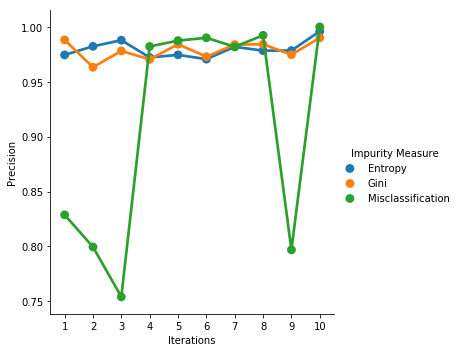 1.00
0.95
0.90
0.85
0.80
0.75
Precision
1 2 3 4 5 6 7 8 9 10
Iterations
Impurity Measure
Entropy
Gini
Misclassification